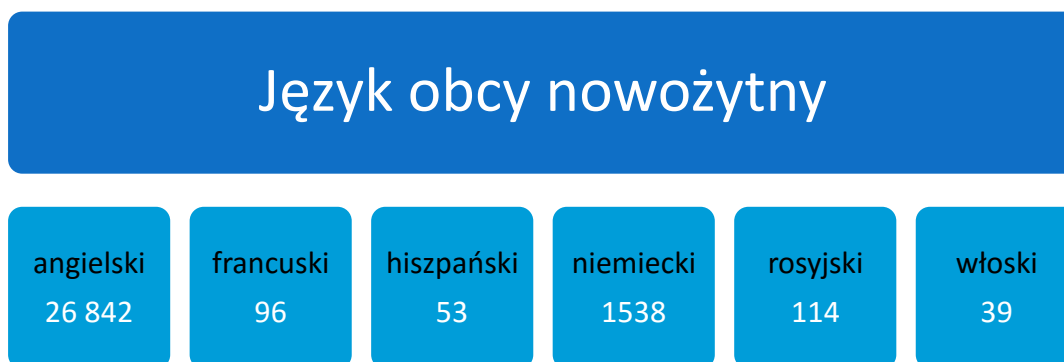 Język obcy nowożytny
angielski
26 842
francuski
96
hiszpański
53
niemiecki
1538
rosyjski
114
włoski
39